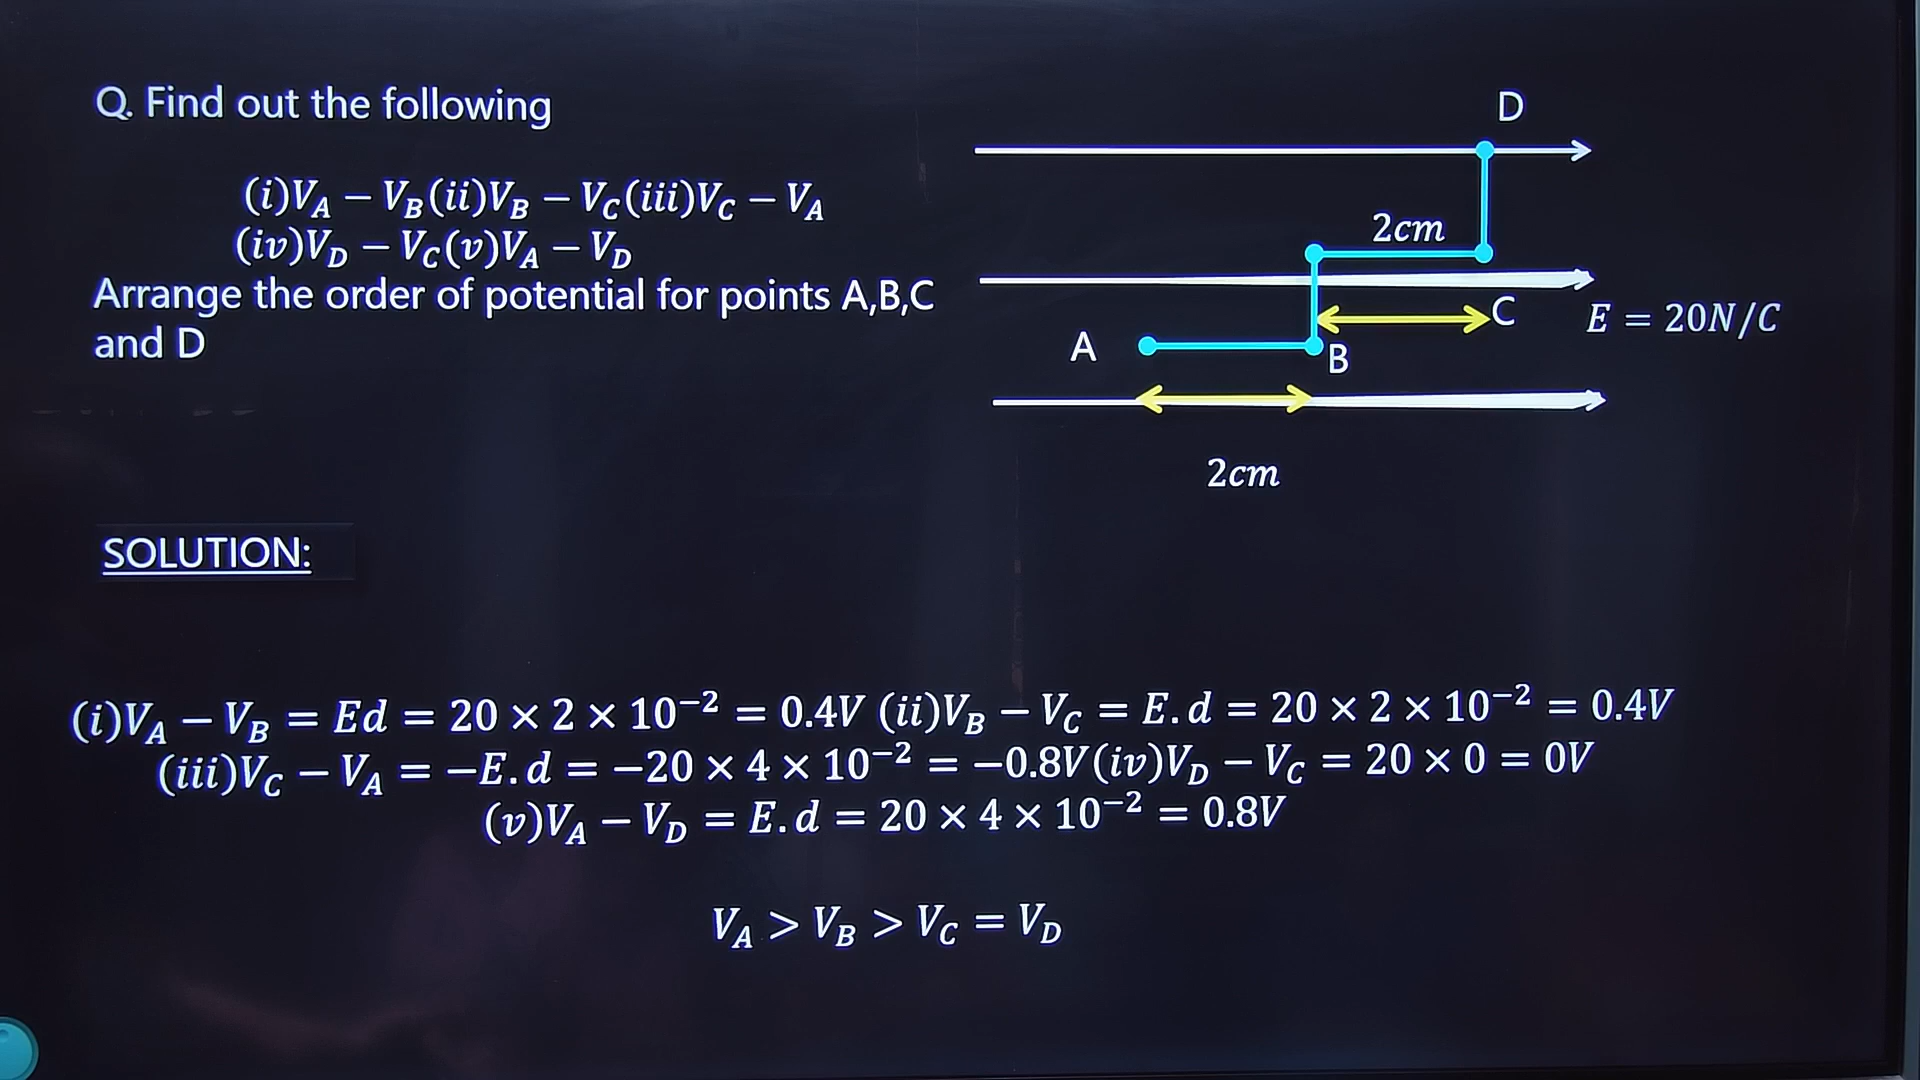 Q. Find out the following
(i)V_A − V_B(ii)V_B − V_C(iii)V_C − V_A
(iv)V_D − V_C(v)V_A − V_D
Arrange the order of potential for points A,B,C
and D
D
2cm
C
E = 20N/C
A
B
2cm
SOLUTION:
(i)V_A − V_B = Ed = 20 × 2 × 10⁻² = 0.4V (ii)V_B − V_C = E.d = 20 × 2 × 10⁻² = 0.4V
(iii)V_C − V_A = −E.d = −20 × 4 × 10⁻² = −0.8V(iv)V_D − V_C = 20 × 0 = 0V
(v)V_A − V_D = E.d = 20 × 4 × 10⁻² = 0.8V
V_A > V_B > V_C = V_D